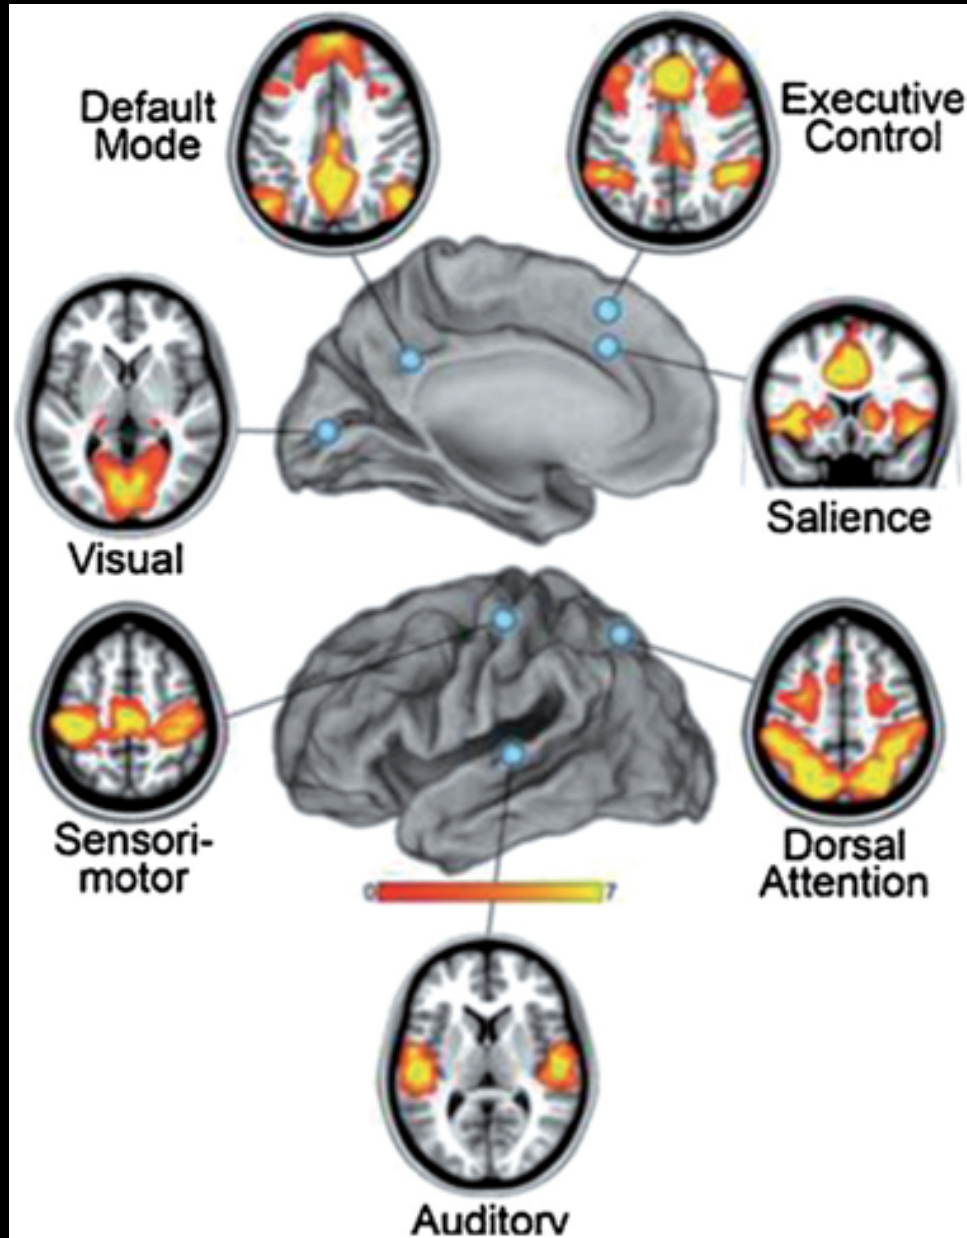 Default
Mode
Executive
Control
Visual
Salience
Sensori-
motor
Dorsal
Attention
0 7
Auditory